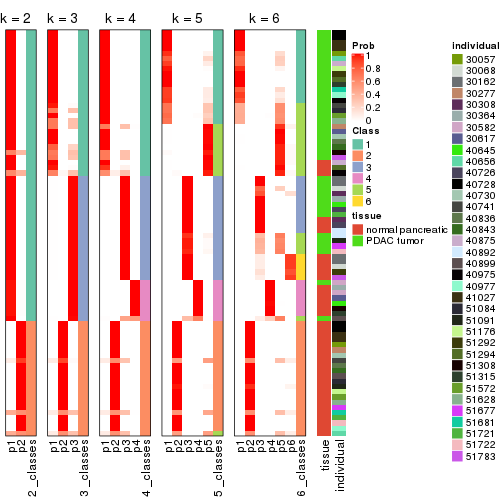 k = 2 k = 3 k = 4 k = 5 k = 6
Prob
1
0.8
0.6
0.4
0.2
0
Class
1
2
3
4
5
6
tissue
normal pancreatic
PDAC tumor
individual
30057
30068
30162
30277
30308
30364
30582
30617
40645
40656
40726
40728
40730
40741
40836
40843
40875
40892
40899
40975
40977
41027
51084
51091
51176
51292
51294
51308
51315
51572
51628
51677
51681
51721
51722
51783
p1
p2
2_classes
p1
p2
p3
3_classes
p1
p2
p3
p4
4_classes
p1
p2
p3
p4
p5
5_classes
p1
p2
p3
p4
p5
p6
6_classes
tissue
individual